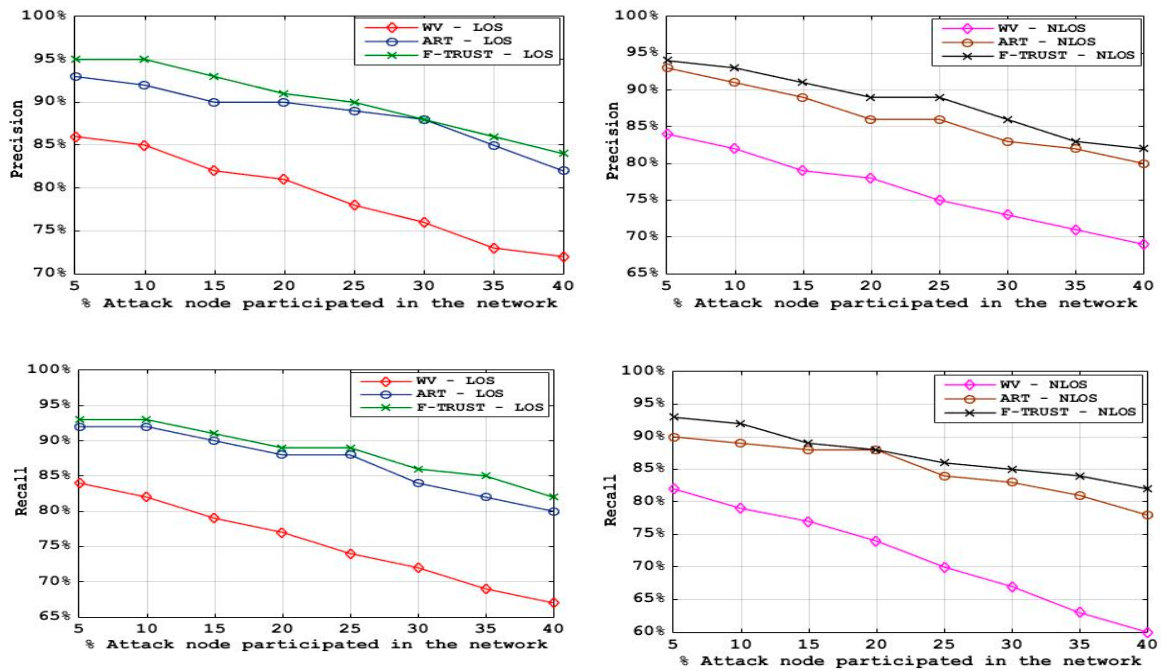 100%
95%
90%
85%
80%
75%
70%
Precision
WV - LOS
ART - LOS
F-TRUST - LOS
5 10 15 20 25 30 35 40
% Attack node participated in the network
100%
95%
90%
85%
80%
75%
70%
65%
Precision
WV - NLOS
ART - NLOS
F-TRUST - NLOS
5 10 15 20 25 30 35 40
% Attack node participated in the network
100%
95%
90%
85%
80%
75%
70%
65%
Recall
WV - LOS
ART - LOS
F-TRUST - LOS
5 10 15 20 25 30 35 40
% Attack node participated in the network
100%
95%
90%
85%
80%
75%
70%
65%
60%
Recall
WV - NLOS
ART - NLOS
F-TRUST - NLOS
5 10 15 20 25 30 35 40
% Attack node participated in the network